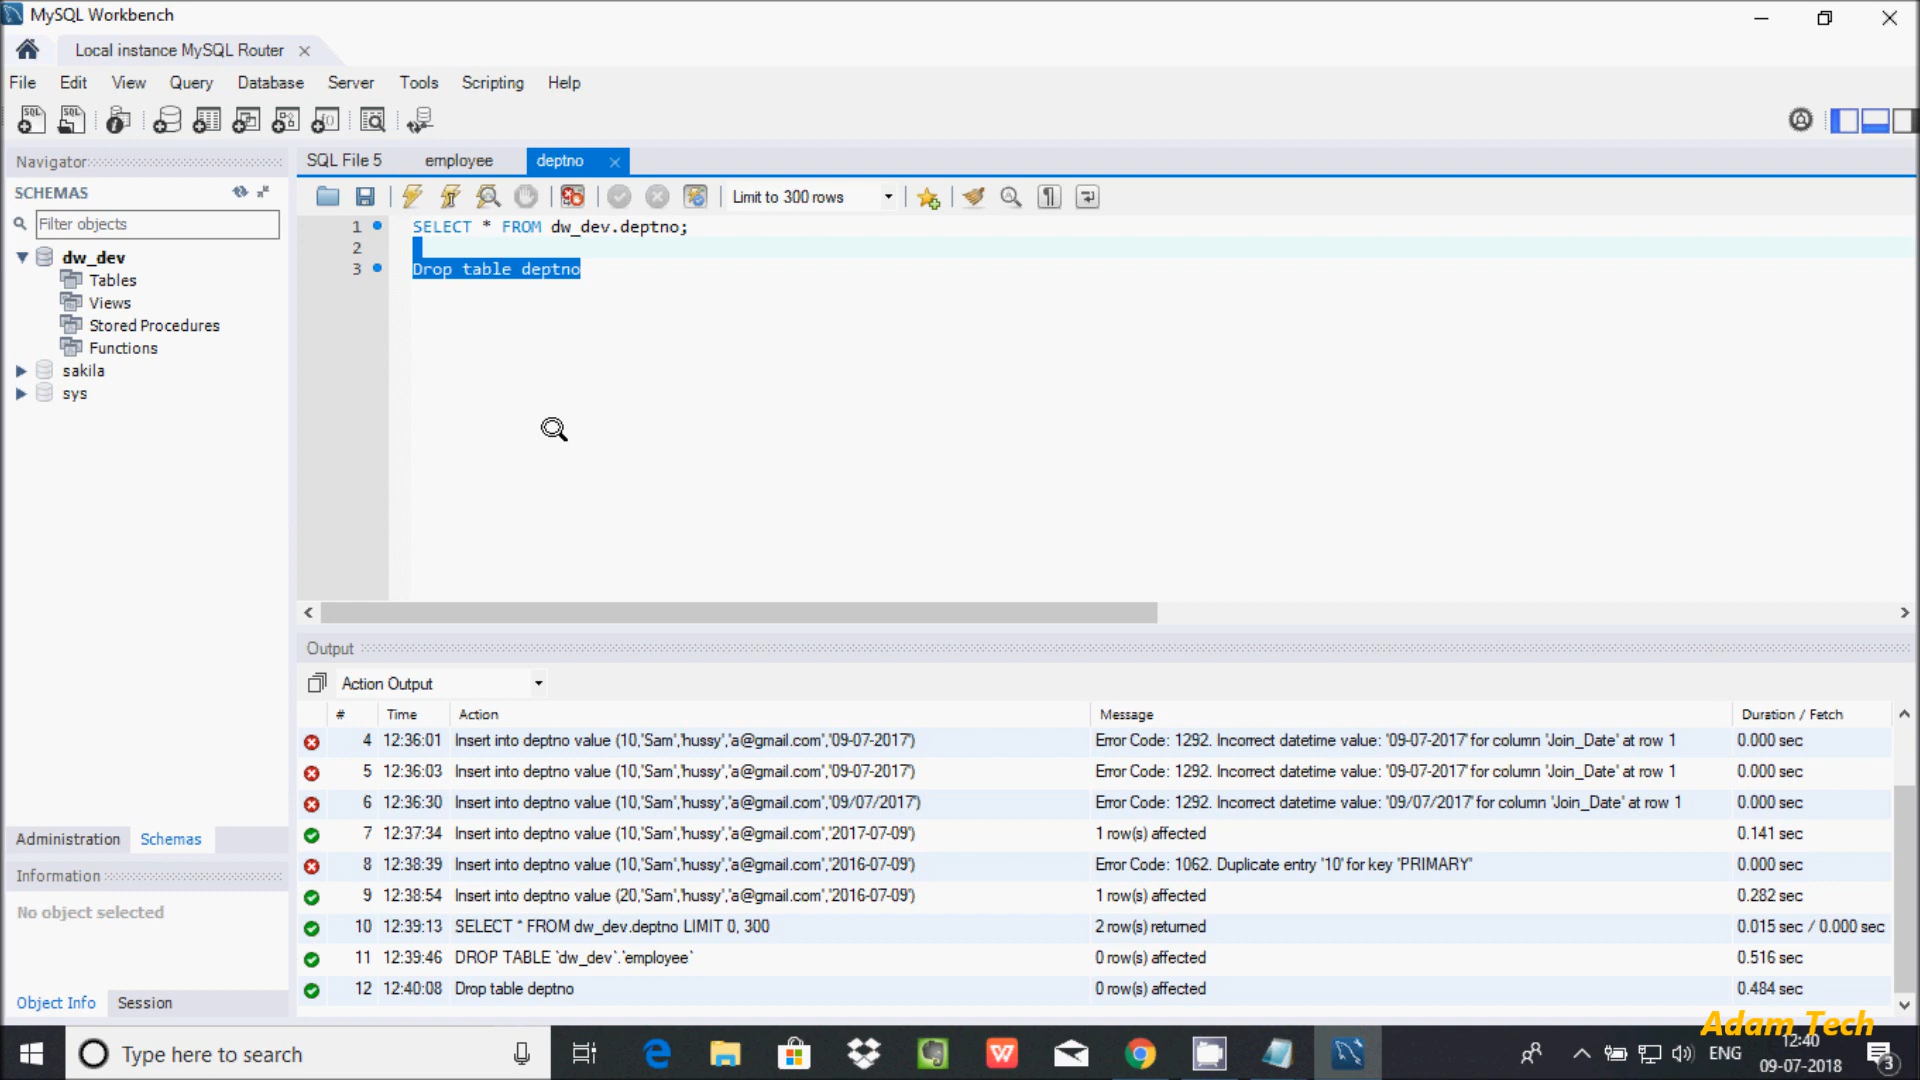 MySQL Workbench
Local instance MySQL Router
File Edit View Query Database Server Tools Scripting Help
Navigator
SCHEMAS
Filter objects
dw_dev
Tables
Views
Stored Procedures
Functions
sakila
sys
Administration Schemas
Information
No object selected
Object Info Session
SQL File 5 employee deptno
Limit to 300 rows
1 SELECT * FROM dw_dev.deptno;
2
3 Drop table deptno
Output
Action Output
# Time Action Message Duration / Fetch
4 12:36:01 Insert into deptno value (10,'Sam','hussy','a@gmail.com','09-07-2017') Error Code: 1292. Incorrect datetime value: '09-07-2017' for column 'Join_Date' at row 1 0.000 sec
5 12:36:03 Insert into deptno value (10,'Sam','hussy','a@gmail.com','09-07-2017') Error Code: 1292. Incorrect datetime value: '09-07-2017' for column 'Join_Date' at row 1 0.000 sec
6 12:36:30 Insert into deptno value (10,'Sam','hussy','a@gmail.com','09/07/2017') Error Code: 1292. Incorrect datetime value: '09/07/2017' for column 'Join_Date' at row 1 0.000 sec
7 12:37:34 Insert into deptno value (10,'Sam','hussy','a@gmail.com','2017-07-09') 1 row(s) affected 0.141 sec
8 12:38:39 Insert into deptno value (10,'Sam','hussy','a@gmail.com','2016-07-09') Error Code: 1062. Duplicate entry '10' for key 'PRIMARY' 0.000 sec
9 12:38:54 Insert into deptno value (20,'Sam','hussy','a@gmail.com','2016-07-09') 1 row(s) affected 0.282 sec
10 12:39:13 SELECT * FROM dw_dev.deptno LIMIT 0, 300 2 row(s) returned 0.015 sec / 0.000 sec
11 12:39:46 DROP TABLE `dw_dev`.`employee` 0 row(s) affected 0.516 sec
12 12:40:08 Drop table deptno 0 row(s) affected 0.484 sec
Adam Tech
Type here to search
ENG
12:40
09-07-2018
3